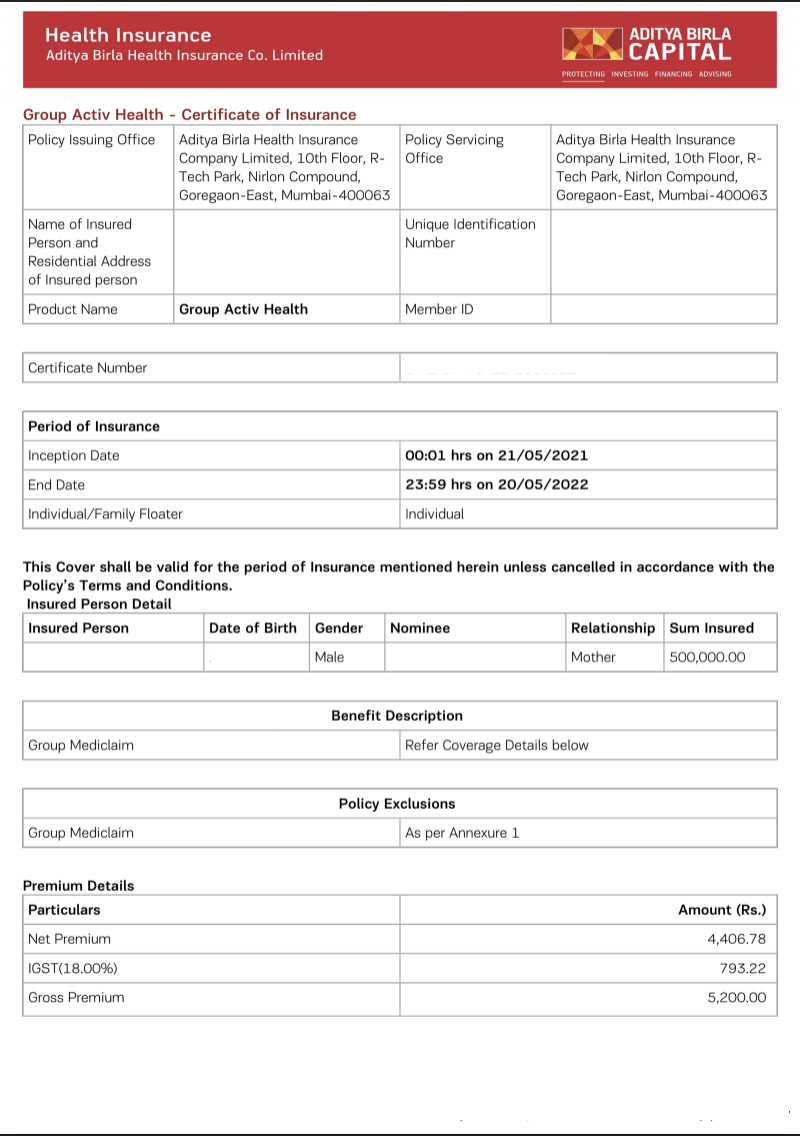 Health Insurance
Aditya Birla Health Insurance Co. Limited
ADITYA BIRLA
CAPITAL
PROTECTING INVESTING FINANCING ADVISING
Group Activ Health - Certificate of Insurance
Policy Issuing Office
Aditya Birla Health Insurance
Company Limited, 10th Floor, R-
Tech Park, Nirlon Compound,
Goregaon-East, Mumbai-400063
Policy Servicing
Office
Aditya Birla Health Insurance
Company Limited, 10th Floor, R-
Tech Park, Nirlon Compound,
Goregaon-East, Mumbai-400063
Name of Insured
Person and
Residential Address
of Insured person
Unique Identification
Number
Product Name
Group Activ Health
Member ID
Certificate Number
Period of Insurance
Inception Date
00:01 hrs on 21/05/2021
End Date
23:59 hrs on 20/05/2022
Individual/Family Floater
Individual
This Cover shall be valid for the period of Insurance mentioned herein unless cancelled in accordance with the
Policy's Terms and Conditions.
Insured Person Detail
Insured Person Date of Birth Gender Nominee Relationship Sum Insured
Male Mother 500,000.00
Benefit Description
Group Mediclaim Refer Coverage Details below
Policy Exclusions
Group Mediclaim As per Annexure 1
Premium Details
Particulars Amount (Rs.)
Net Premium 4,406.78
IGST(18.00%) 793.22
Gross Premium 5,200.00